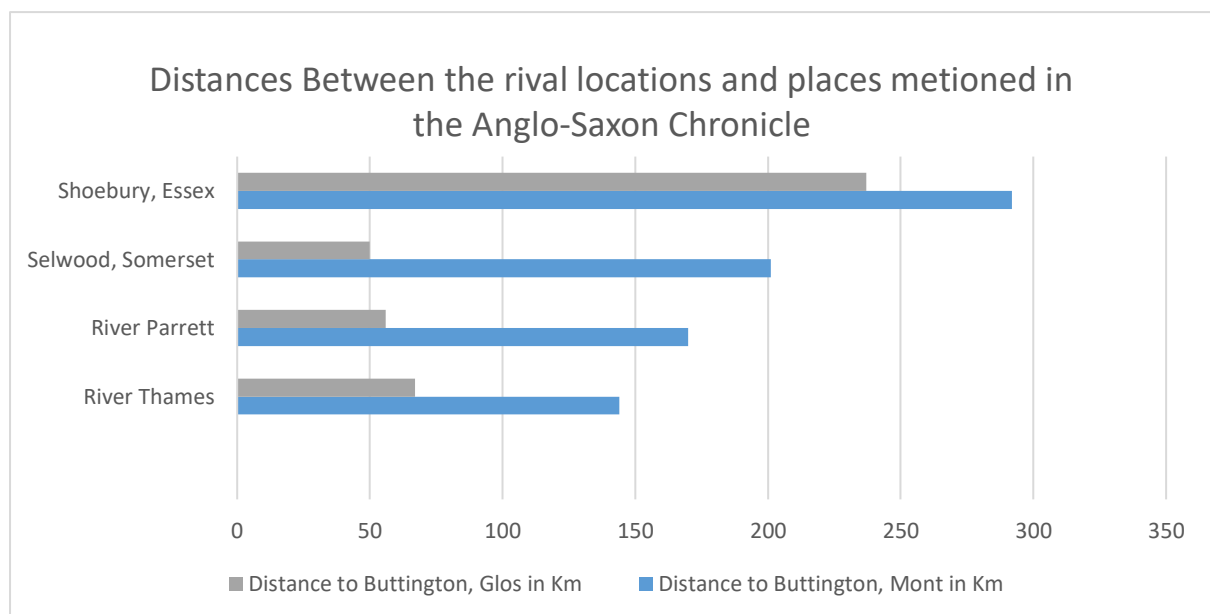 Distances Between the rival locations and places metioned in
the Anglo-Saxon Chronicle
Shoebury, Essex
Selwood, Somerset
River Parrett
River Thames
0 50 100 150 200 250 300 350
Distance to Buttington, Glos in Km Distance to Buttington, Mont in Km